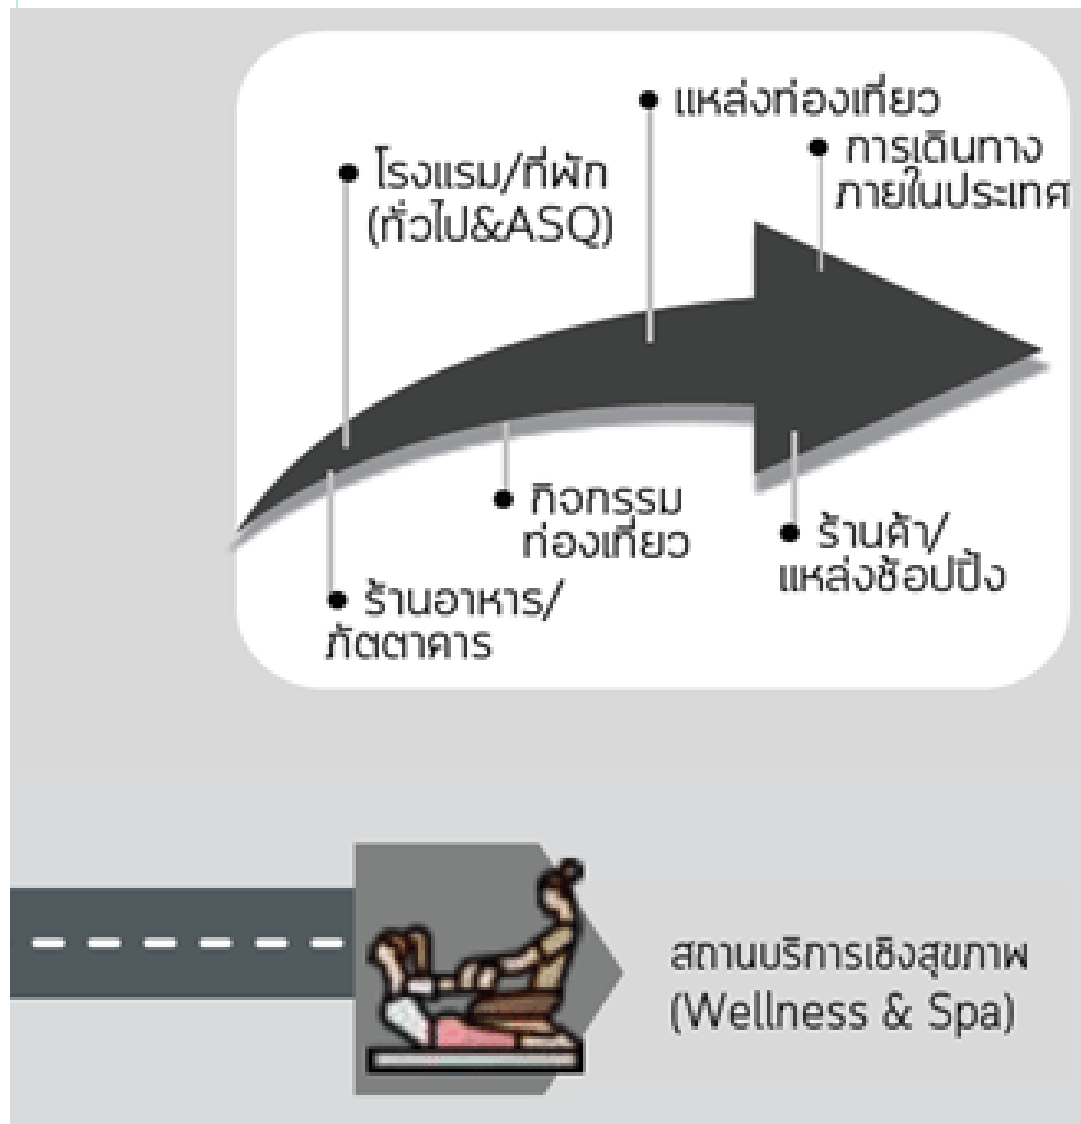 แหล่งท่องเที่ยว
การเดินทาง
ภายในประเทศ
โรงแรม/ที่พัก
(ทั่วไป&ASQ)
กิจกรรม
ท่องเที่ยว
ร้านค้า/
แหล่งช้อปปิ้ง
ร้านอาหาร/
ภัตตาคาร
สถานบริการเชิงสุขภาพ
(Wellness & Spa)